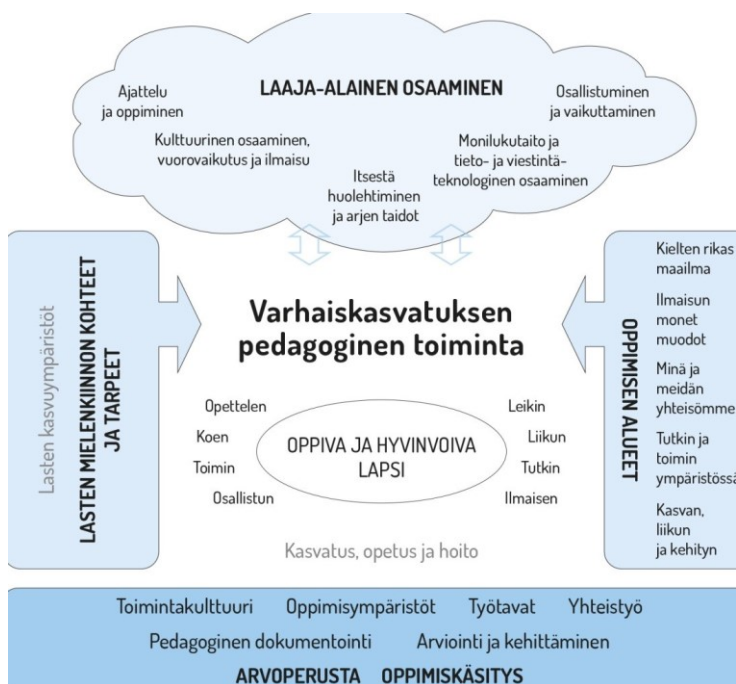 LAAJA-ALAINEN OSAAMINEN
Ajattelu
ja oppiminen
Osallistuminen
ja vaikuttaminen
Kulttuurinen osaaminen,
vuorovaikutus ja ilmaisu
Monilukutaito ja
tieto- ja viestintä-
teknologinen osaaminen
Itsestä
huolehtiminen
ja arjen taidot
Lasten kasvuympäristöt
LASTEN MIELENKIINNON KOHTEET
JA TARPEET
Varhaiskasvatuksen
pedagoginen toiminta
Opettelen
Koen
Toimin
Osallistun
OPPIVA JA HYVINVOIVA
LAPSI
Leikin
Liikun
Tutkin
Ilmaisen
Kasvatus, opetus ja hoito
OPPIMISEN ALUEET
Kielten rikas
maailma
Ilmaisun
monet
muodot
Minä ja
meidän
yhteisömme
Tutkin ja
toimin
ympäristössä
Kasvan,
liikun
ja kehityn
Toimintakulttuuri Oppimisympäristöt Työtavat Yhteistyö
Pedagoginen dokumentointi Arviointi ja kehittäminen
ARVOPERUSTA OPPIMISKÄSITYS